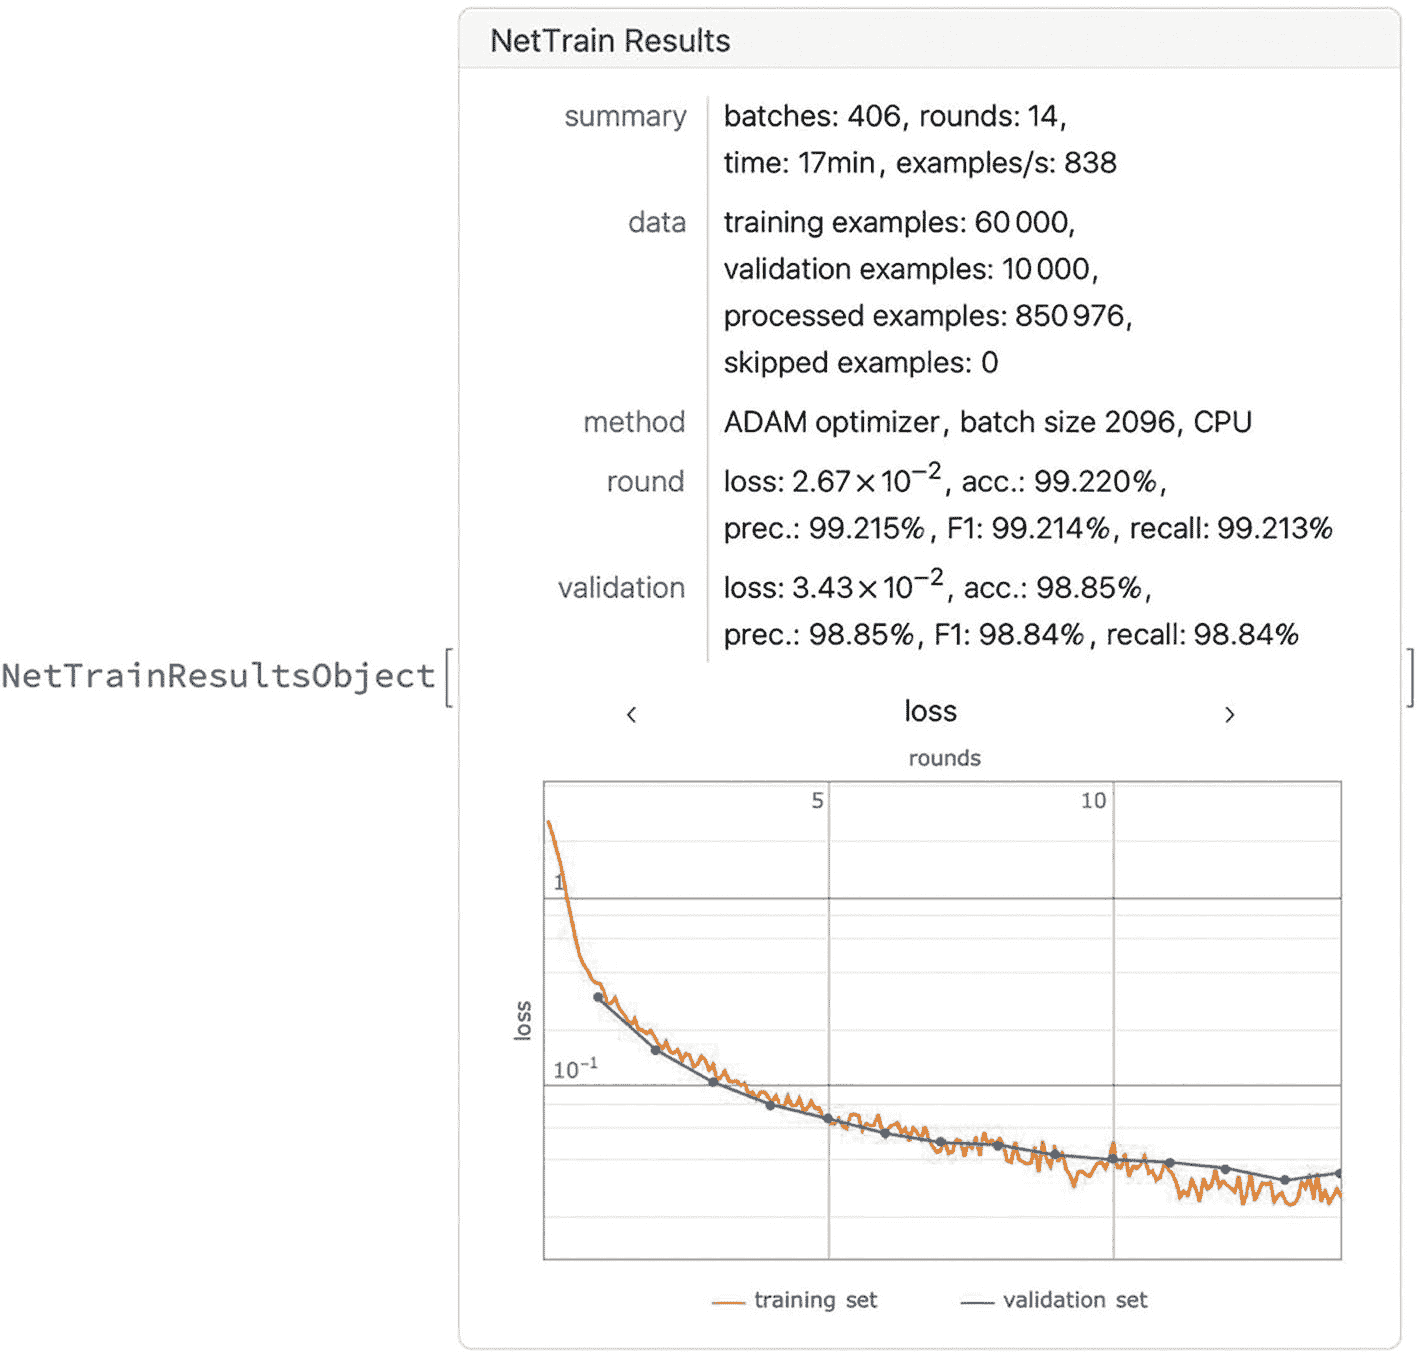 NetTrain Results
summary
batches: 406, rounds: 14,
time: 17min, examples/s: 838
data
training examples: 60 000,
validation examples: 10 000,
processed examples: 850 976,
skipped examples: 0
method
ADAM optimizer, batch size 2096, CPU
round
loss: 2.67×10⁻², acc.: 99.220%,
prec.: 99.215%, F1: 99.214%, recall: 99.213%
validation
loss: 3.43×10⁻², acc.: 98.85%,
prec.: 98.85%, F1: 98.84%, recall: 98.84%
NetTrainResultsObject[ ]
‹ loss ›
rounds
5 10
1
10⁻¹
loss
training set validation set